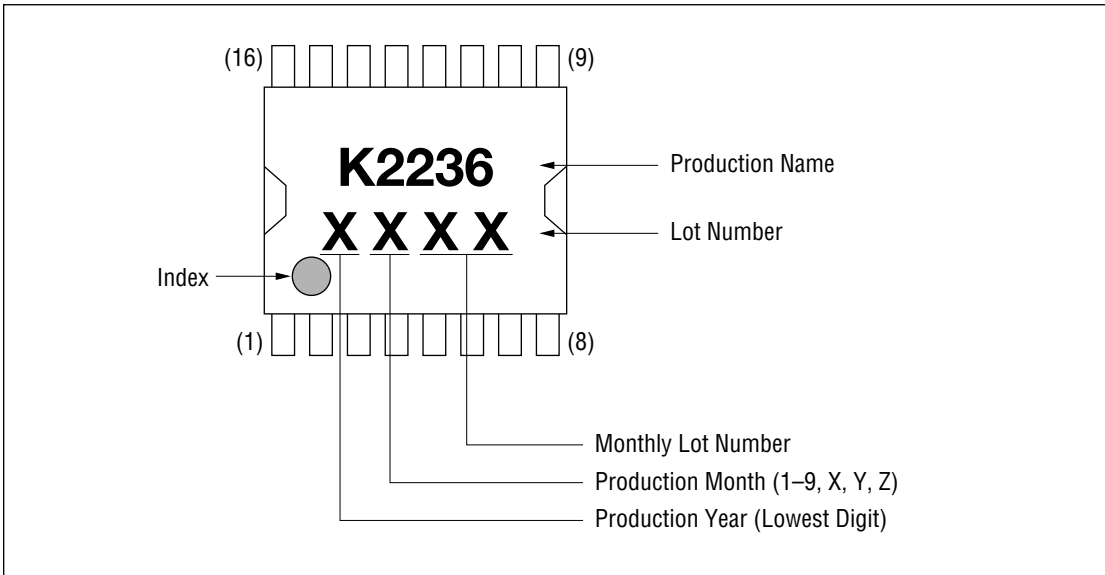 (16)
(9)
K2236
Production Name
X X X X
Lot Number
Index
(1)
(8)
Monthly Lot Number
Production Month (1–9, X, Y, Z)
Production Year (Lowest Digit)